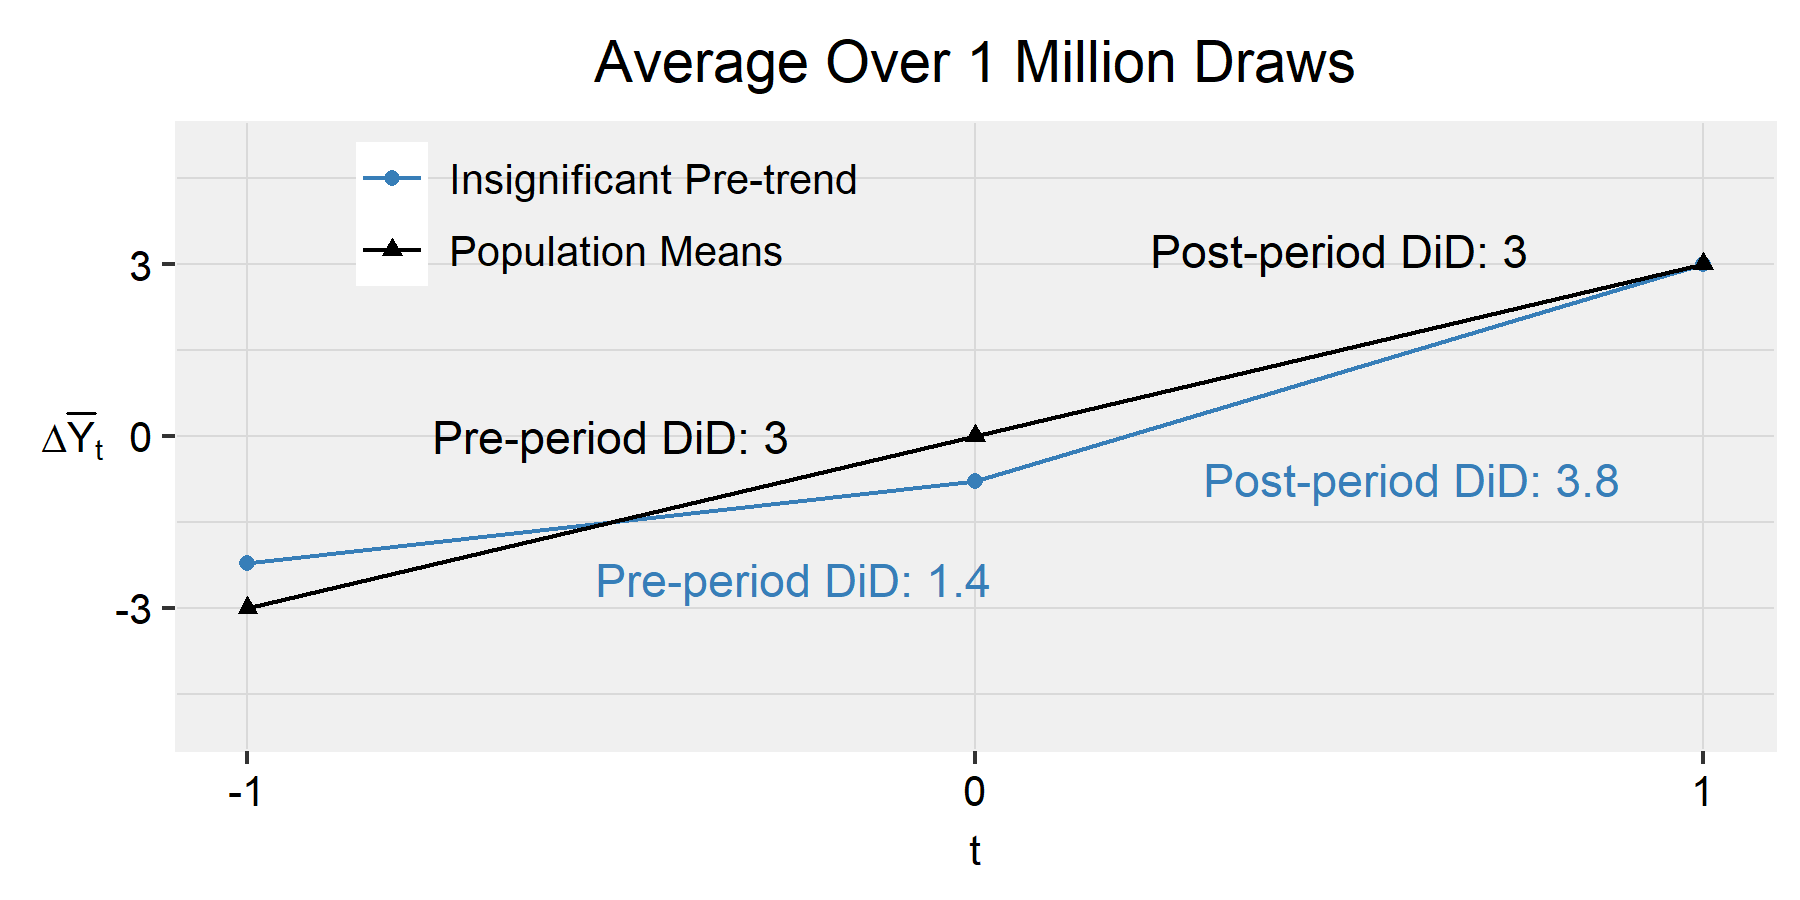 Average Over 1 Million Draws
Insignificant Pre-trend
Population Means
3
Post-period DiD: 3
ΔY̅t
0
Pre-period DiD: 3
Post-period DiD: 3.8
Pre-period DiD: 1.4
-3
-1
0
1
t